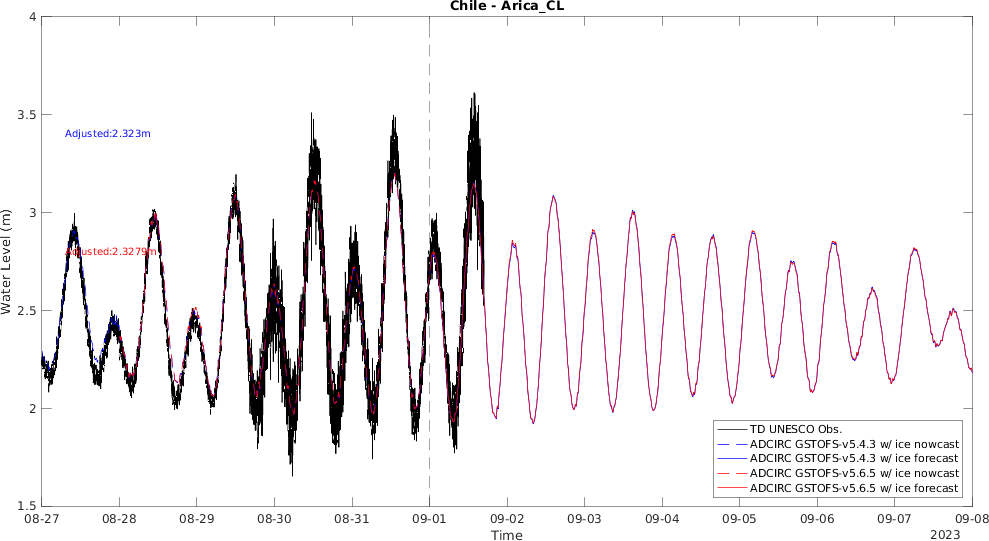 Chile - Arica_CL
4
3.5
3
2.5
2
1.5
Water Level (m)
Adjusted:2.323m
Adjusted:2.3279m
TD UNESCO Obs.
ADCIRC GSTOFS-v5.4.3 w/ ice nowcast
ADCIRC GSTOFS-v5.4.3 w/ ice forecast
ADCIRC GSTOFS-v5.6.5 w/ ice nowcast
ADCIRC GSTOFS-v5.6.5 w/ ice forecast
08-27 08-28 08-29 08-30 08-31 09-01 09-02 09-03 09-04 09-05 09-06 09-07 09-08
Time
2023